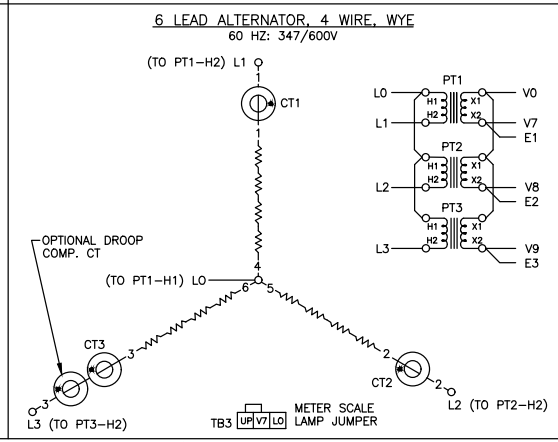 6 LEAD ALTERNATOR, 4 WIRE, WYE
60 HZ: 347/600V
(TO PT1-H2) L1
1
CT1
1
4
(TO PT1-H1) L0
6
5
OPTIONAL DROOP
COMP. CT
CT3
3
3
L3 (TO PT3-H2)
2
CT2
2
L2 (TO PT2-H2)
TB3 UP V7 L0
METER SCALE
LAMP JUMPER
PT1
L0 H1 X1 V0
L1 H2 X2 V7
E1
PT2
H1 X1
L2 H2 X2 V8
E2
PT3
H1 X1
L3 H2 X2 V9
E3